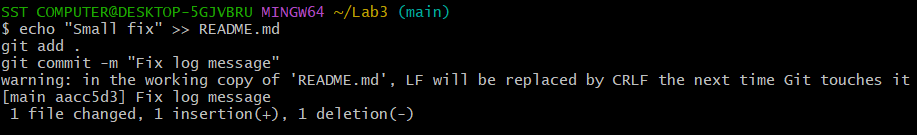 SST COMPUTER@DESKTOP-5GJVBRU MINGW64 ~/Lab3 (main)
$ echo "Small fix" >> README.md
git add .
git commit -m "Fix log message"
warning: in the working copy of 'README.md', LF will be replaced by CRLF the next time Git touches it
[main aacc5d3] Fix log message
 1 file changed, 1 insertion(+), 1 deletion(-)